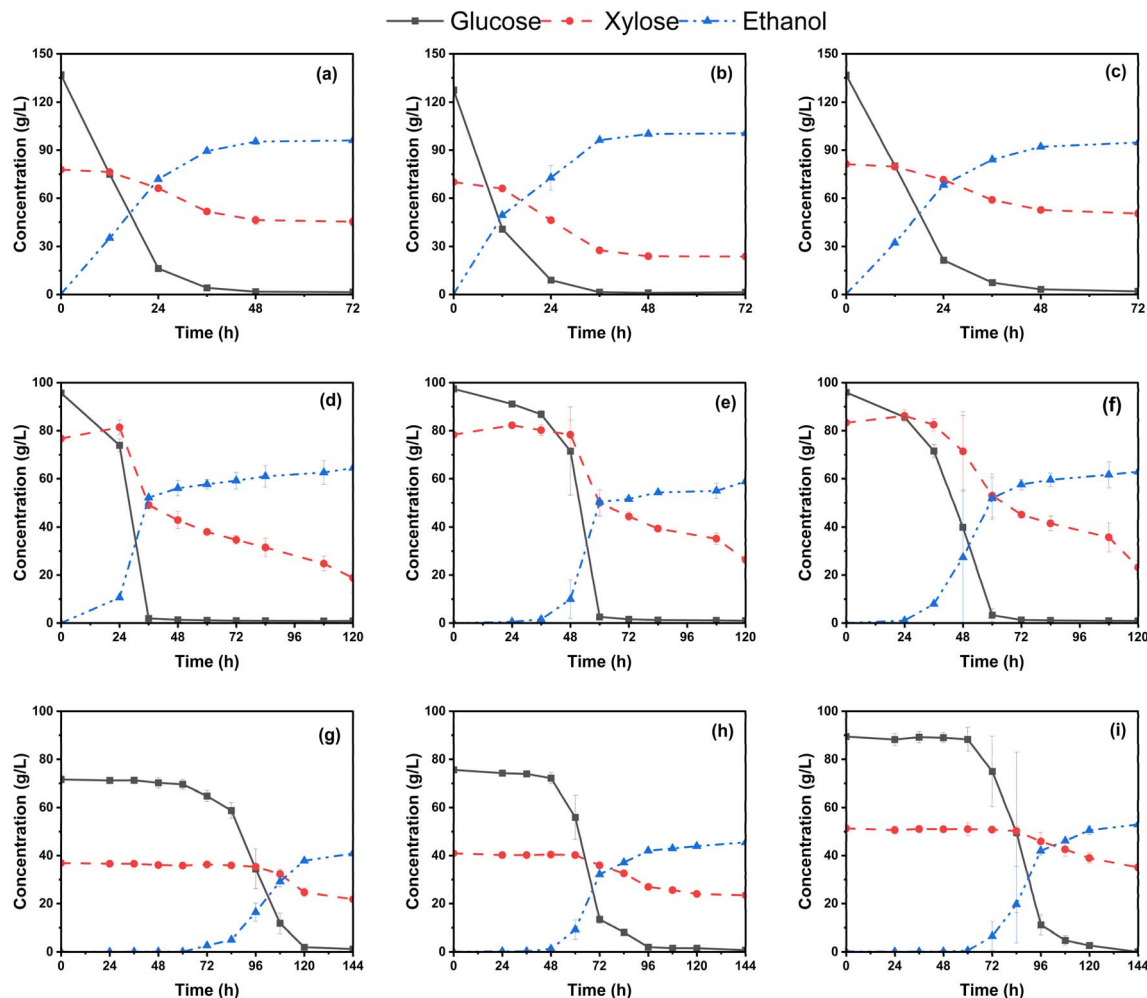 Glucose Xylose Ethanol
(a)
Concentration (g/L)
150
120
90
60
30
0
0 24 48 72
Time (h)
(b)
Concentration (g/L)
150
120
90
60
30
0
0 24 48 72
Time (h)
(c)
Concentration (g/L)
150
120
90
60
30
0
0 24 48 72
Time (h)
(d)
Concentration (g/L)
100
80
60
40
20
0
0 24 48 72 96 120
Time (h)
(e)
Concentration (g/L)
100
80
60
40
20
0
0 24 48 72 96 120
Time (h)
(f)
Concentration (g/L)
100
80
60
40
20
0
0 24 48 72 96 120
Time (h)
(g)
Concentration (g/L)
100
80
60
40
20
0
0 24 48 72 96 120 144
Time (h)
(h)
Concentration (g/L)
100
80
60
40
20
0
0 24 48 72 96 120 144
Time (h)
(i)
Concentration (g/L)
100
80
60
40
20
0
0 24 48 72 96 120 144
Time (h)